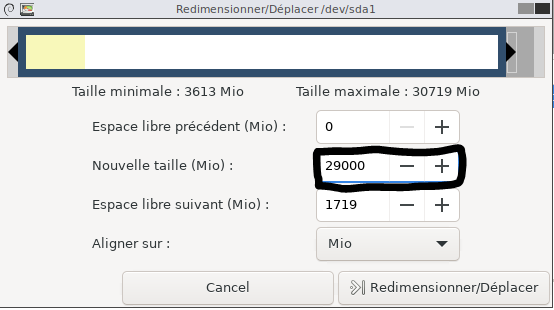 Redimensionner/Déplacer /dev/sda1
Taille minimale : 3613 Mio Taille maximale : 30719 Mio
Espace libre précédent (Mio) : 0
Nouvelle taille (Mio) : 29000
Espace libre suivant (Mio) : 1719
Aligner sur : Mio
Cancel Redimensionner/Déplacer